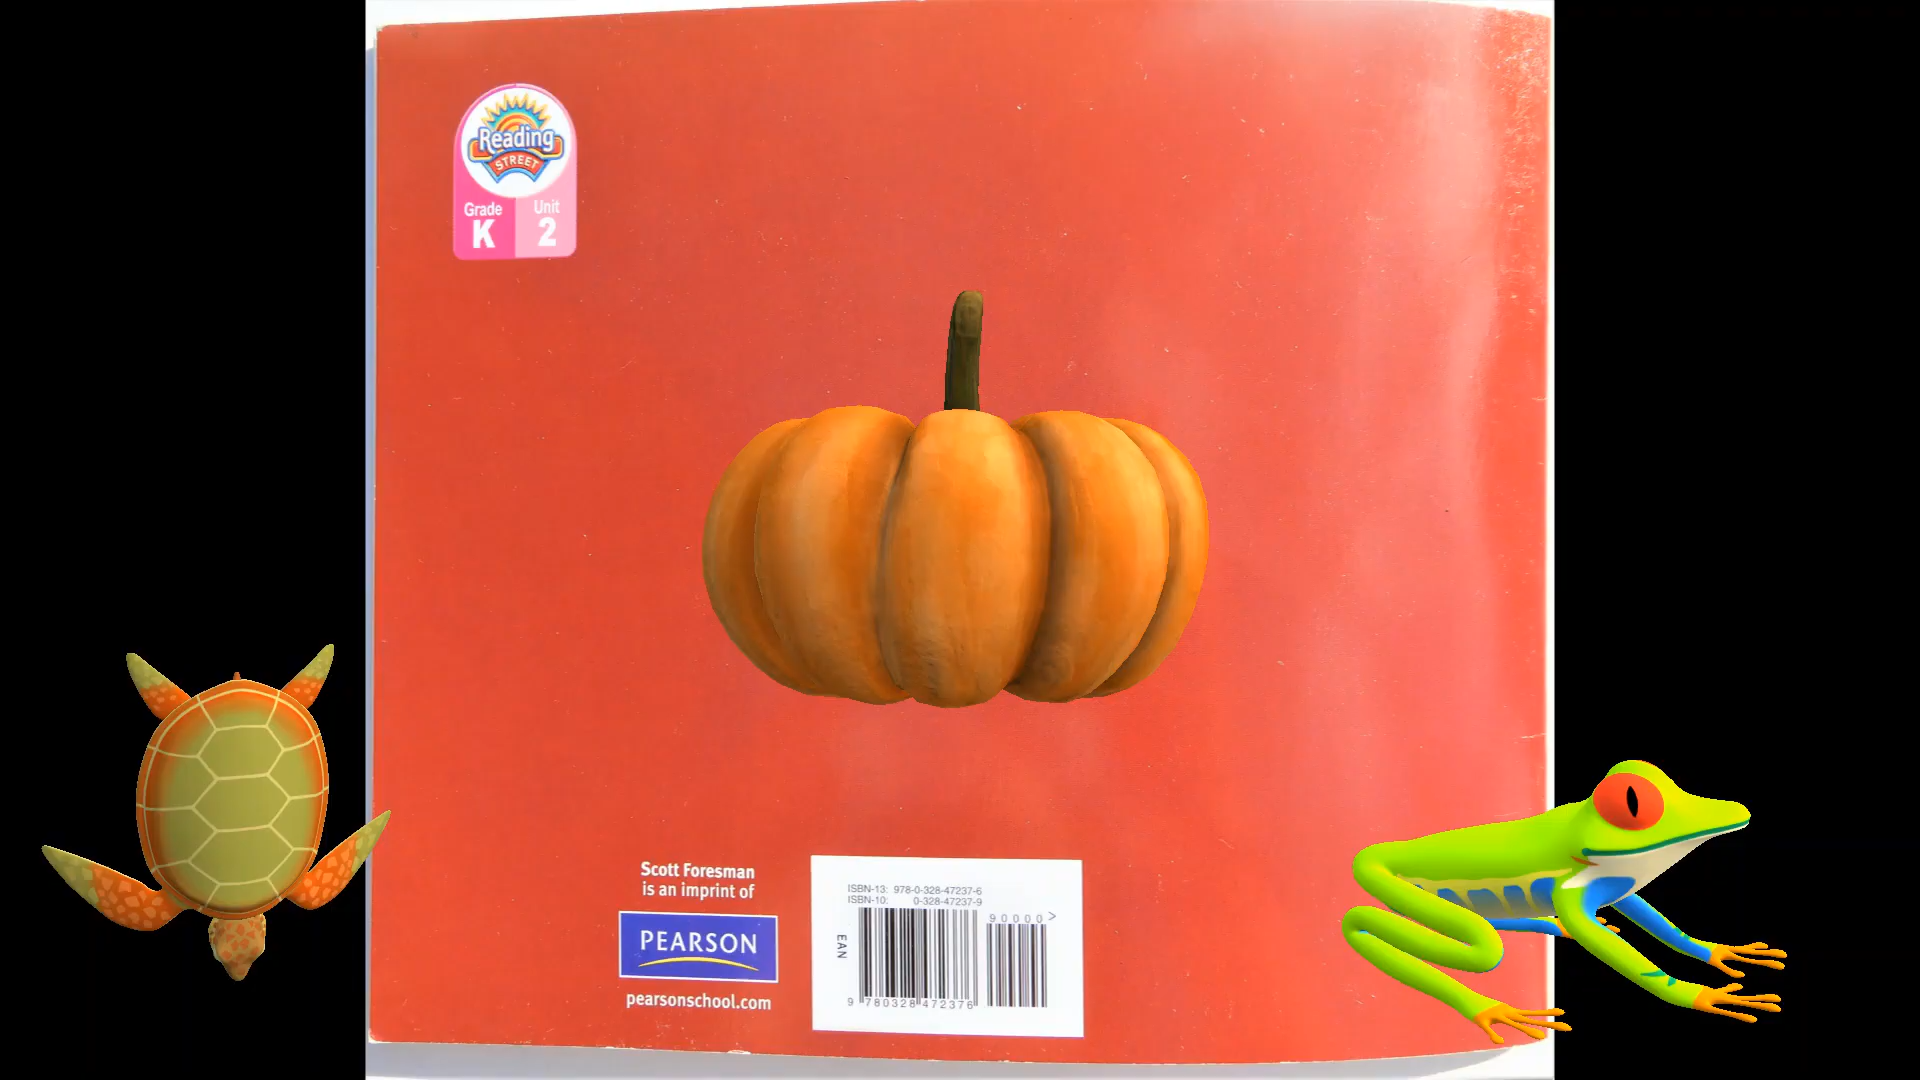 Reading
STREET
Grade K
Unit 2
Scott Foresman
is an imprint of
PEARSON
pearsonschool.com
ISBN-13: 978-0-328-47237-6
ISBN-10: 0-328-47237-9
90000>
EAN
9 780328 472376